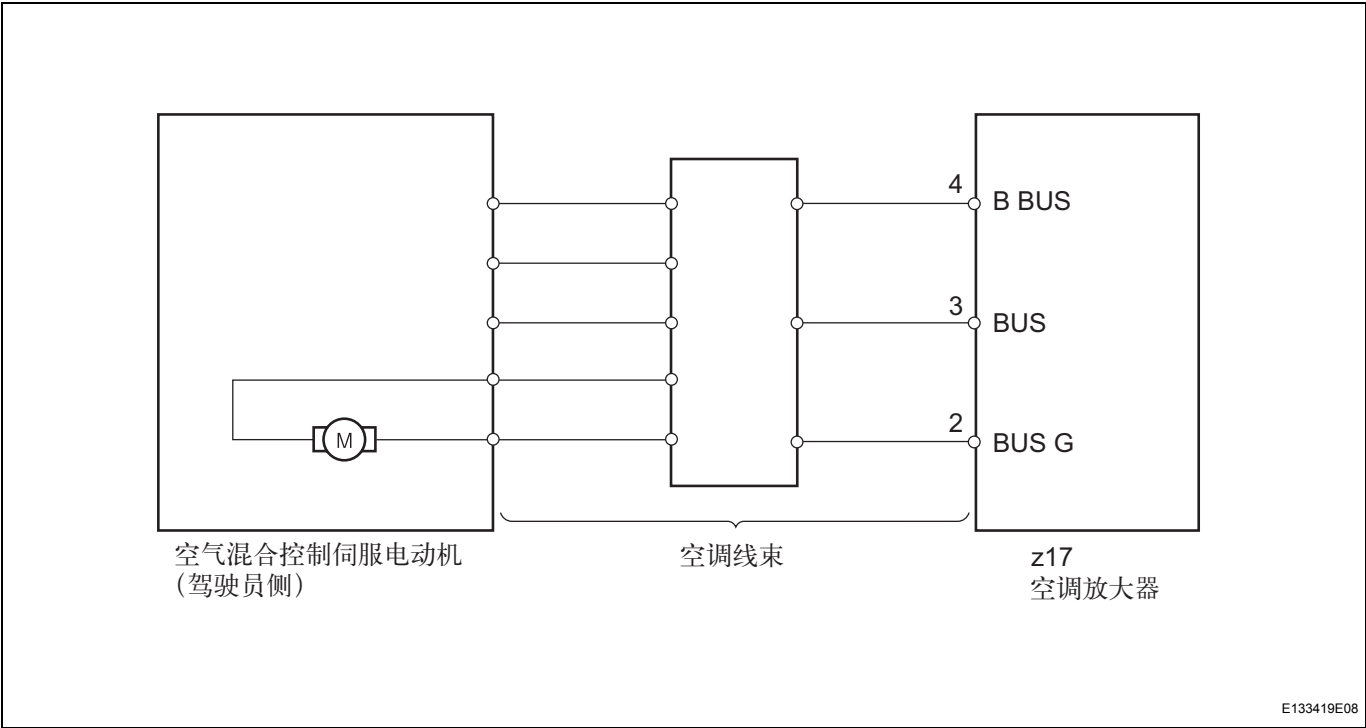 4
B BUS
3
BUS
M
2
BUS G
空气混合控制伺服电动机
（驾驶员侧）
空调线束
z17
空调放大器
E133419E08